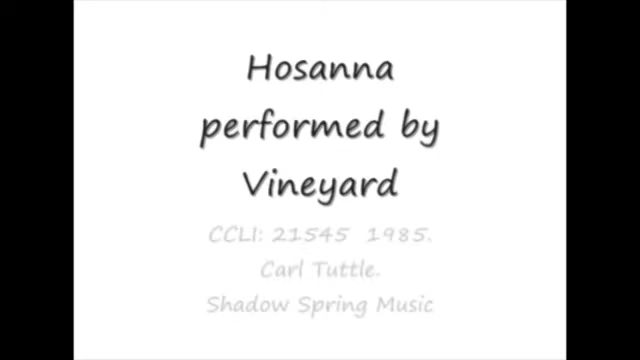 Hosanna
performed by
Vineyard
CCLI: 21545 1985.
Carl Tuttle.
Shadow Spring Music